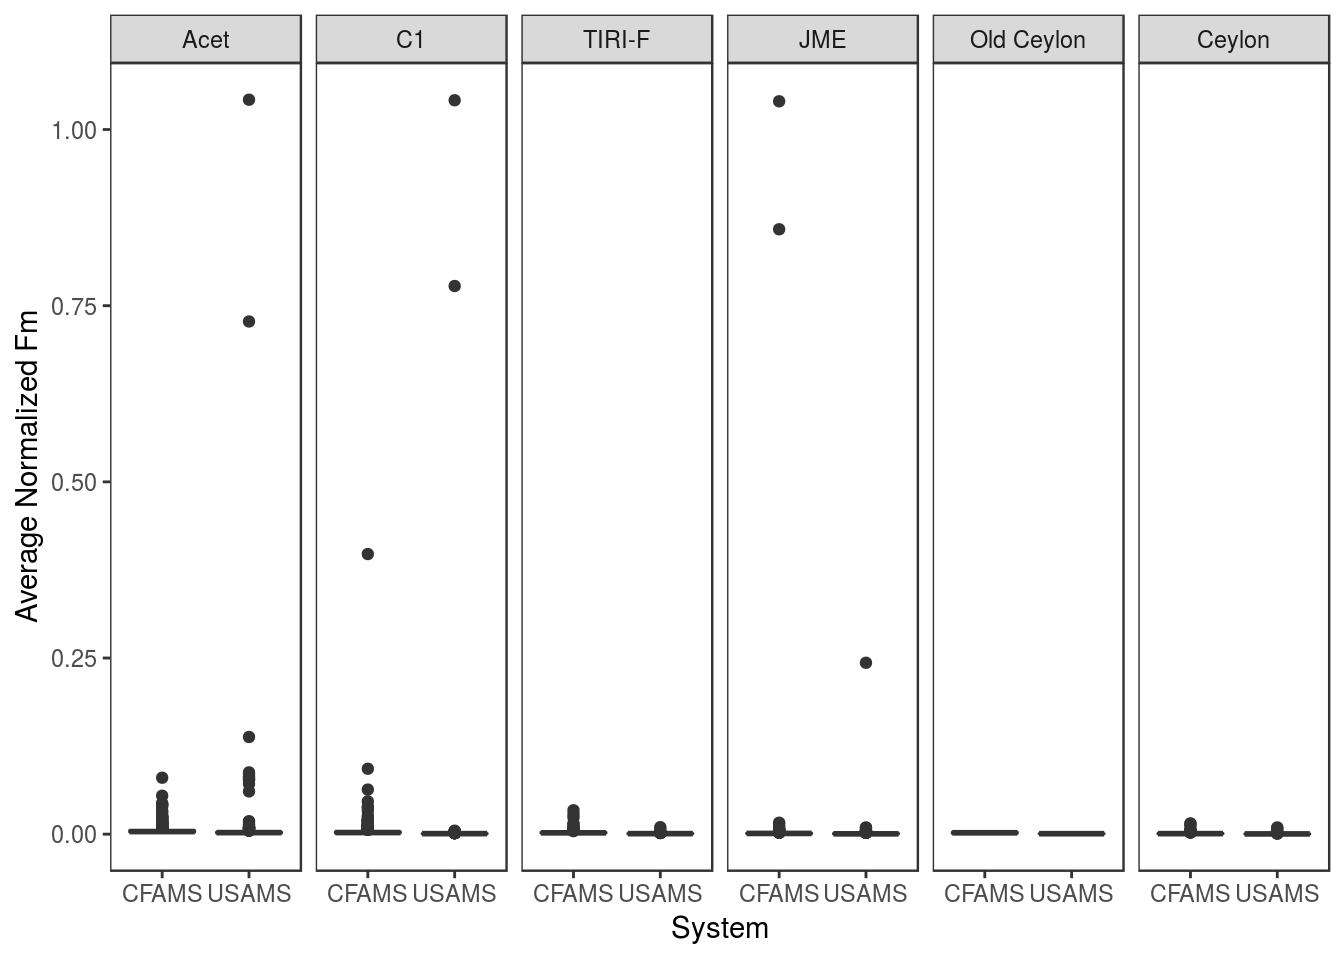 Acet C1 TIRI-F JME Old Ceylon Ceylon
1.00
0.75
0.50
0.25
0.00
Average Normalized Fm
CFAMS USAMS CFAMS USAMS CFAMS USAMS CFAMS USAMS CFAMS USAMS CFAMS USAMS
System